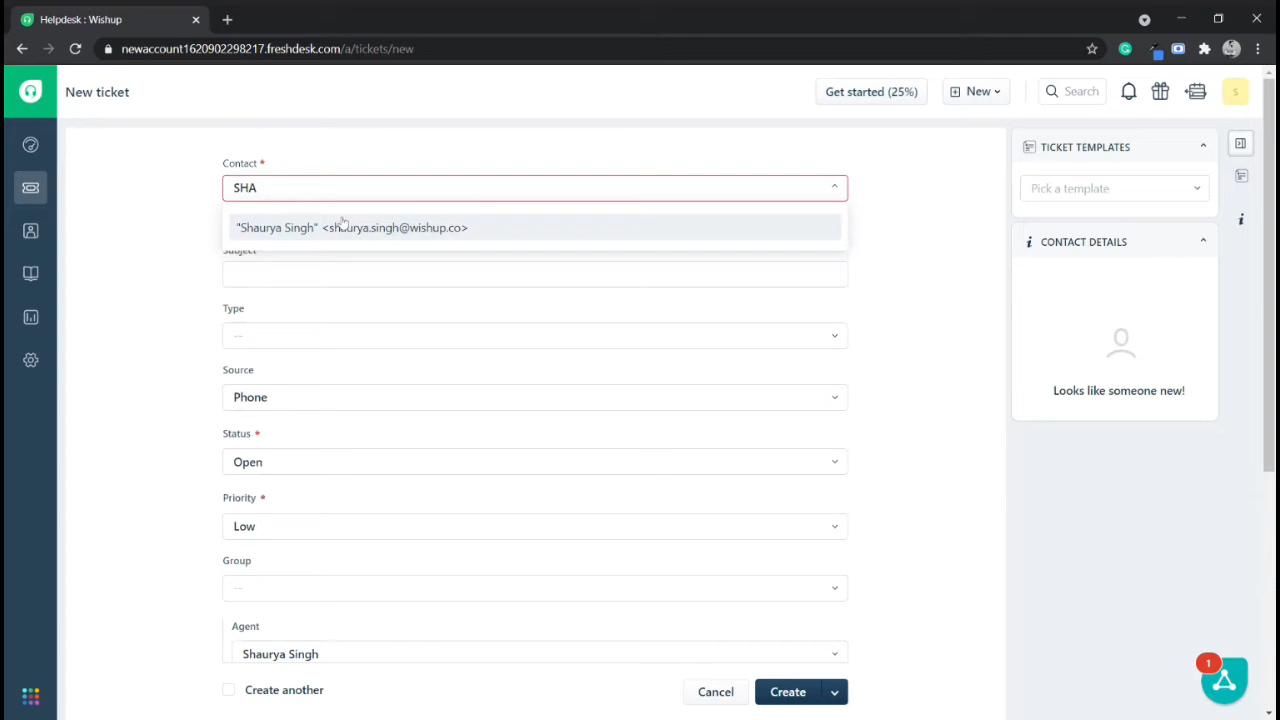 Helpdesk : Wishup
newaccount1620902298217.freshdesk.com/a/tickets/new
New ticket
Get started (25%)
New
Search
S
Contact *
SHA
"Shaurya Singh" <shaurya.singh@wishup.co>
Subject
Type
--
Source
Phone
Status *
Open
Priority *
Low
Group
--
Agent
Shaurya Singh
Create another
Cancel
Create
TICKET TEMPLATES
Pick a template
CONTACT DETAILS
Looks like someone new!
1